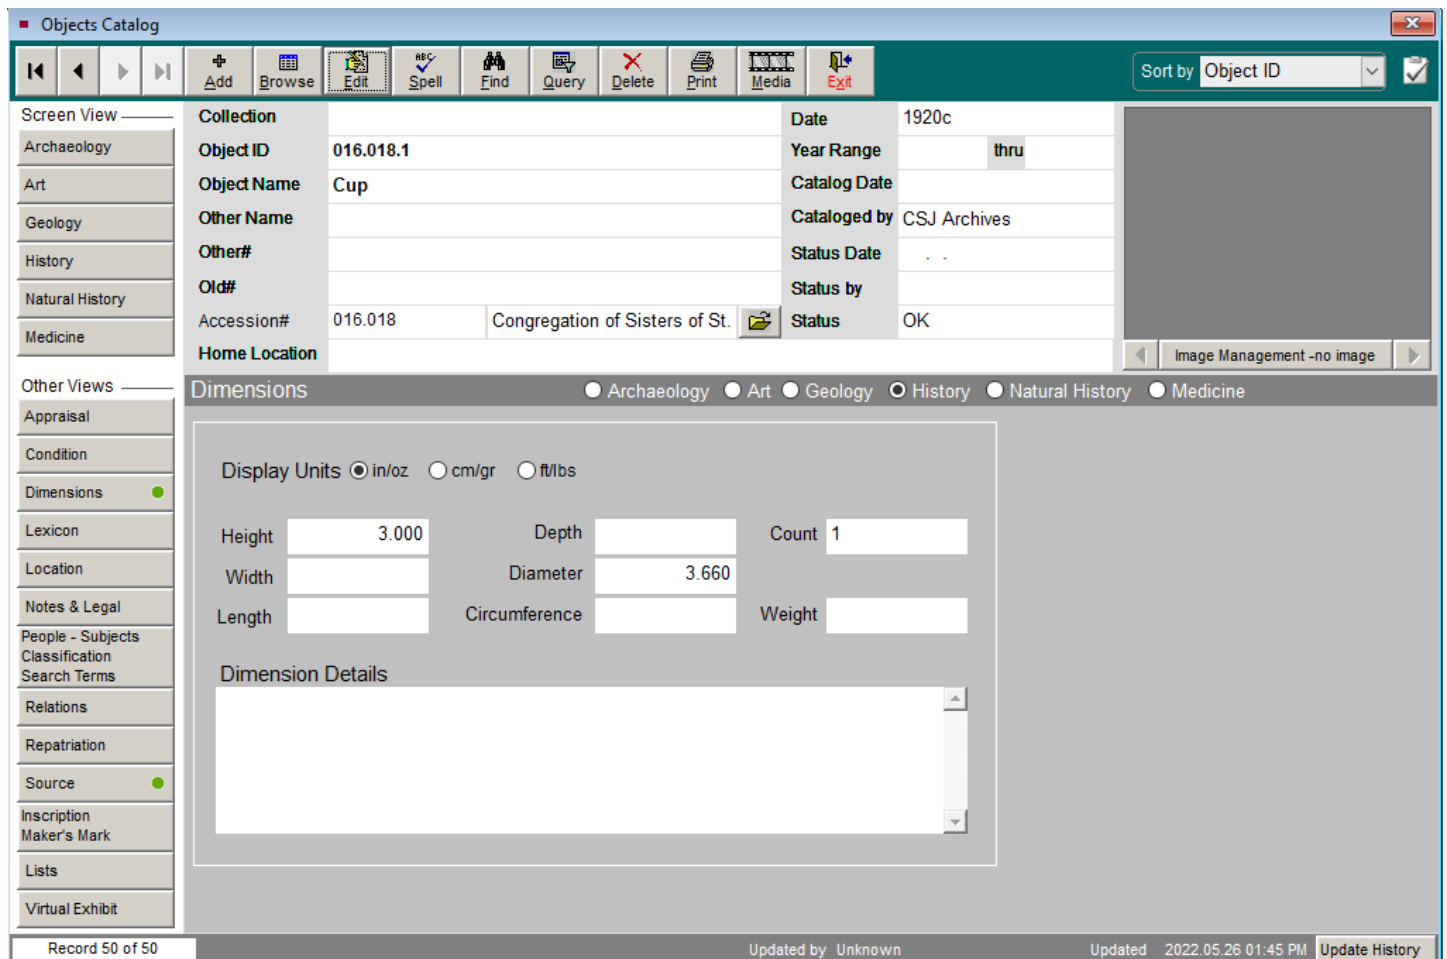 Objects Catalog
Add Browse Edit ABC Spell Find Query Delete Print Media Exit Sort by Object ID
Screen View
Archaeology
Art
Geology
History
Natural History
Medicine
Other Views
Appraisal
Condition
Dimensions
Lexicon
Location
Notes & Legal
People - Subjects
Classification
Search Terms
Relations
Repatriation
Source
Inscription
Maker's Mark
Lists
Virtual Exhibit
Collection
Object ID 016.018.1
Object Name Cup
Other Name
Other#
Old#
Accession# 016.018 Congregation of Sisters of St.
Home Location
Date 1920c
Year Range thru
Catalog Date
Cataloged by CSJ Archives
Status Date . .
Status by
Status OK
Image Management -no image
Dimensions Archaeology Art Geology History Natural History Medicine
Display Units in/oz cm/gr ft/lbs
Height 3.000 Depth Count 1
Width Diameter 3.660
Length Circumference Weight
Dimension Details
Record 50 of 50 Updated by Unknown Updated 2022.05.26 01:45 PM Update History